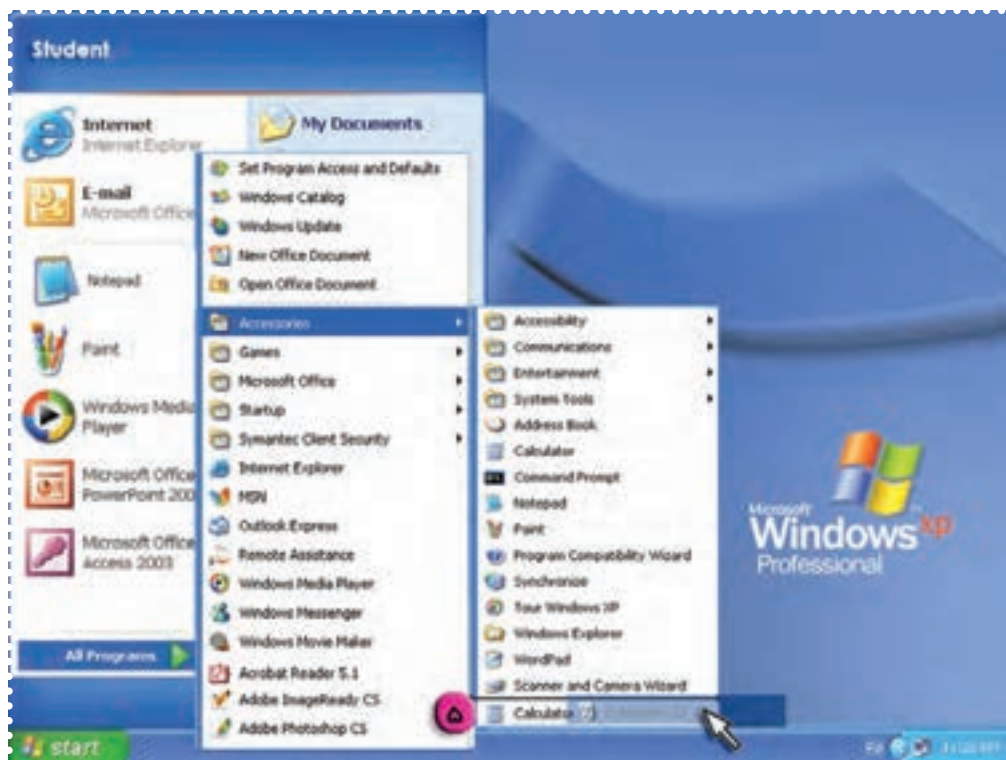 Student
Internet
Internet Explorer
E-mail
Microsoft Office
Notepad
Paint
Windows Media
Player
Microsoft Office
PowerPoint 200
Microsoft Office
Access 2003
All Programs
start
My Documents
Set Program Access and Defaults
Windows Catalog
Windows Update
New Office Document
Open Office Document
Accessories
Games
Microsoft Office
Startup
Symantec Client Security
Internet Explorer
MSN
Outlook Express
Remote Assistance
Windows Media Player
Windows Messenger
Windows Movie Maker
Acrobat Reader 5.1
Adobe ImageReady CS
Adobe Photoshop CS
Accessibility
Communications
Entertainment
System Tools
Address Book
Calculator
Command Prompt
Notepad
Paint
Program Compatibility Wizard
Synchronize
Tour Windows XP
Windows Explorer
WordPad
Scanner and Camera Wizard
۵
Calculator
Microsoft
Windows xp
Professional